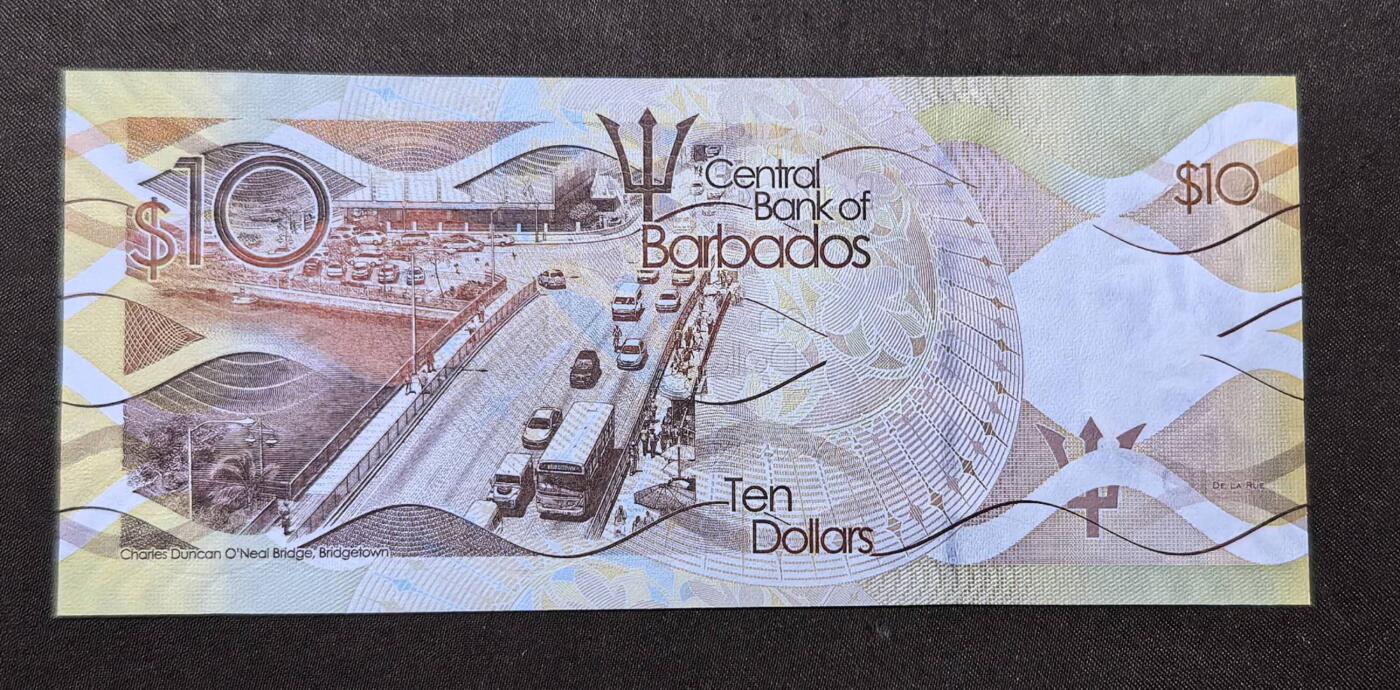 $10
Central
Bank of
Barbados
$10
Ten
Dollars
DE LA RUE
Charles Duncan O'Neal Bridge, Bridgetown